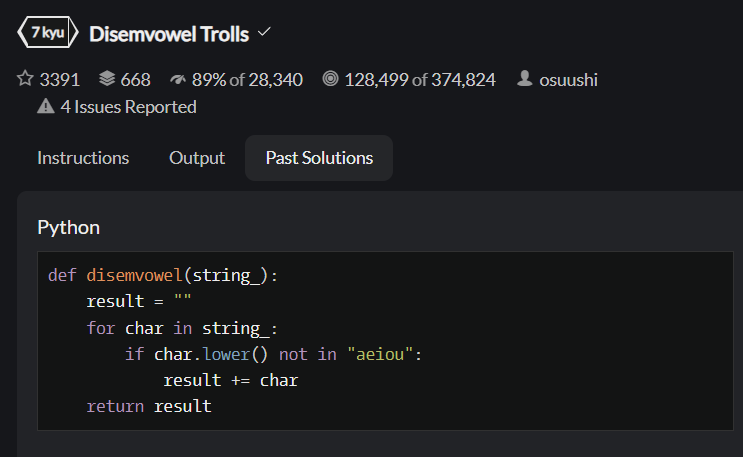 7 kyu Disemvowel Trolls
3391 668 89% of 28,340 128,499 of 374,824 osuushi
4 Issues Reported
Instructions Output Past Solutions
Python
def disemvowel(string_):
    result = ""
    for char in string_:
        if char.lower() not in "aeiou":
            result += char
    return result